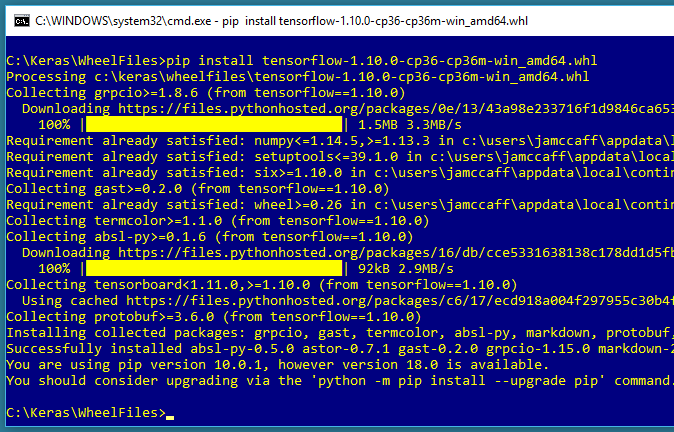 C:\WINDOWS\system32\cmd.exe - pip install tensorflow-1.10.0-cp36-cp36m-win_amd64.whl
C:\Keras\WheelFiles>pip install tensorflow-1.10.0-cp36-cp36m-win_amd64.whl
Processing c:\keras\wheelfiles\tensorflow-1.10.0-cp36-cp36m-win_amd64.whl
Collecting grpcio>=1.8.6 (from tensorflow==1.10.0)
Downloading https://files.pythonhosted.org/packages/0e/13/43a98e233716f1d9846ca653
100% | | 1.5MB 3.3MB/s
Requirement already satisfied: numpy<=1.14.5,>=1.13.3 in c:\users\jamccaff\appdata\l
Requirement already satisfied: setuptools<=39.1.0 in c:\users\jamccaff\appdata\local
Requirement already satisfied: six>=1.10.0 in c:\users\jamccaff\appdata\local\contin
Collecting gast>=0.2.0 (from tensorflow==1.10.0)
Requirement already satisfied: wheel>=0.26 in c:\users\jamccaff\appdata\local\contin
Collecting termcolor>=1.1.0 (from tensorflow==1.10.0)
Collecting absl-py>=0.1.6 (from tensorflow==1.10.0)
Downloading https://files.pythonhosted.org/packages/16/db/cce5331638138c178dd1d5fb
100% | | 92kB 2.9MB/s
Collecting tensorboard<1.11.0,>=1.10.0 (from tensorflow==1.10.0)
Using cached https://files.pythonhosted.org/packages/c6/17/ecd918a004f297955c30b4f
Collecting protobuf>=3.6.0 (from tensorflow==1.10.0)
Installing collected packages: grpcio, gast, termcolor, absl-py, markdown, protobuf,
Successfully installed absl-py-0.5.0 astor-0.7.1 gast-0.2.0 grpcio-1.15.0 markdown-2
You are using pip version 10.0.1, however version 18.0 is available.
You should consider upgrading via the 'python -m pip install --upgrade pip' command.
C:\Keras\WheelFiles>_